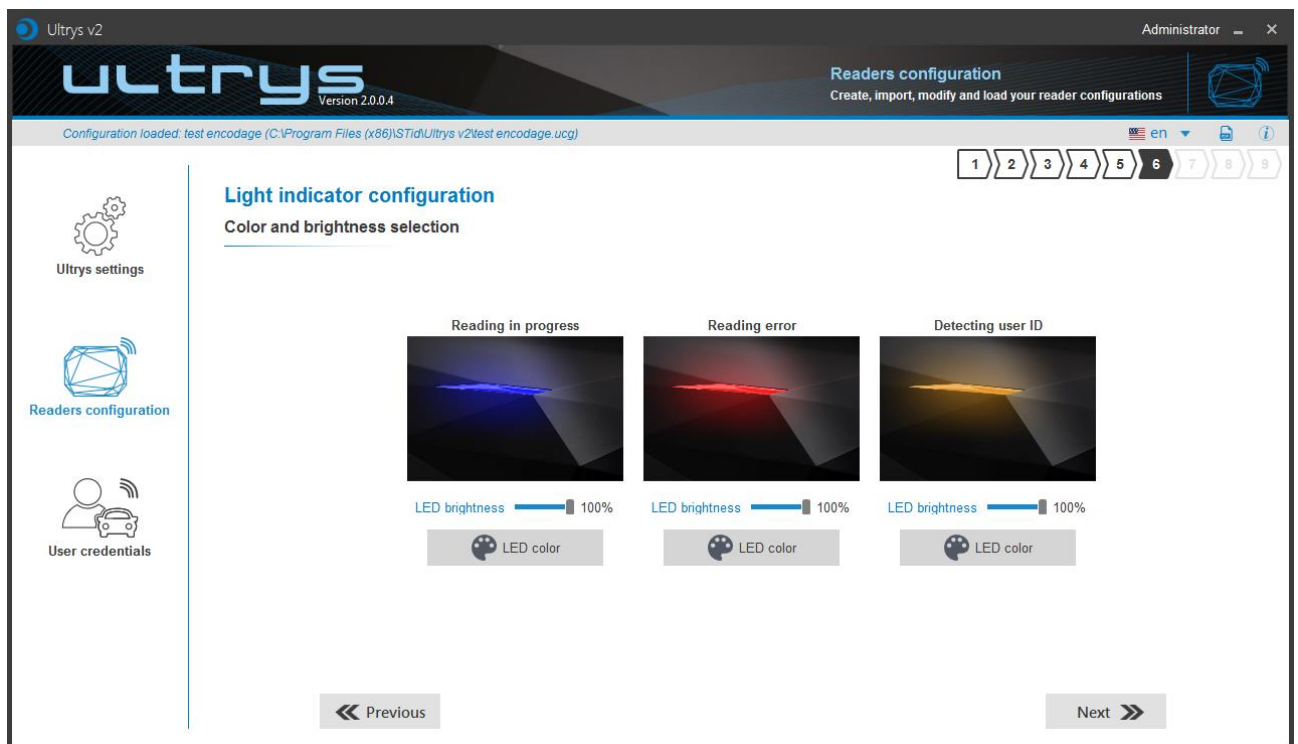 Ultrys v2
Administrator
ultrys
Version 2.0.0.4
Readers configuration
Create, import, modify and load your reader configurations
Configuration loaded: test encodage (C:\Program Files (x86)\STid\Ultrys v2\test encodage.ucg)
en
1 2 3 4 5 6 7 8 9
Light indicator configuration
Color and brightness selection
Ultrys settings
Readers configuration
User credentials
Reading in progress
Reading error
Detecting user ID
LED brightness 100%
LED brightness 100%
LED brightness 100%
LED color
LED color
LED color
Previous
Next